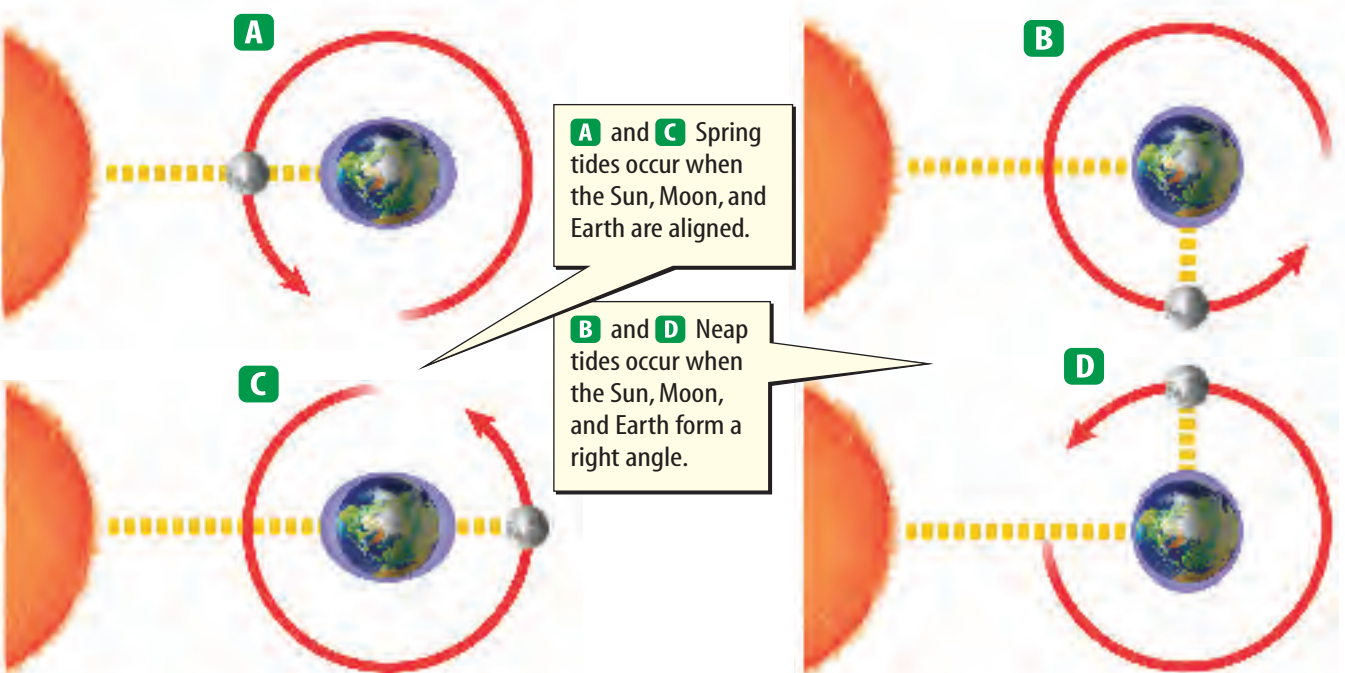 A
B
A and C Spring
tides occur when
the Sun, Moon, and
Earth are aligned.
B and D Neap
tides occur when
the Sun, Moon,
and Earth form a
right angle.
C
D